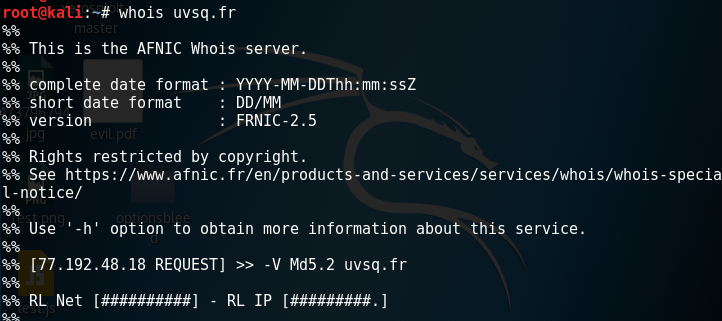 root@kali:~# whois uvsq.fr
%%
%% This is the AFNIC Whois server.
%%
%% complete date format : YYYY-MM-DDThh:mm:ssZ
%% short date format    : DD/MM
%% version              : FRNIC-2.5
%%
%% Rights restricted by copyright.
%% See https://www.afnic.fr/en/products-and-services/services/whois/whois-specia
l-notice/
%%
%% Use '-h' option to obtain more information about this service.
%%
%% [77.192.48.18 REQUEST] >> -V Md5.2 uvsq.fr
%%
%% RL Net [##########] - RL IP [#########.]
%%
master
jpg
evil.pdf
test.png
optionsblee
d
test.js